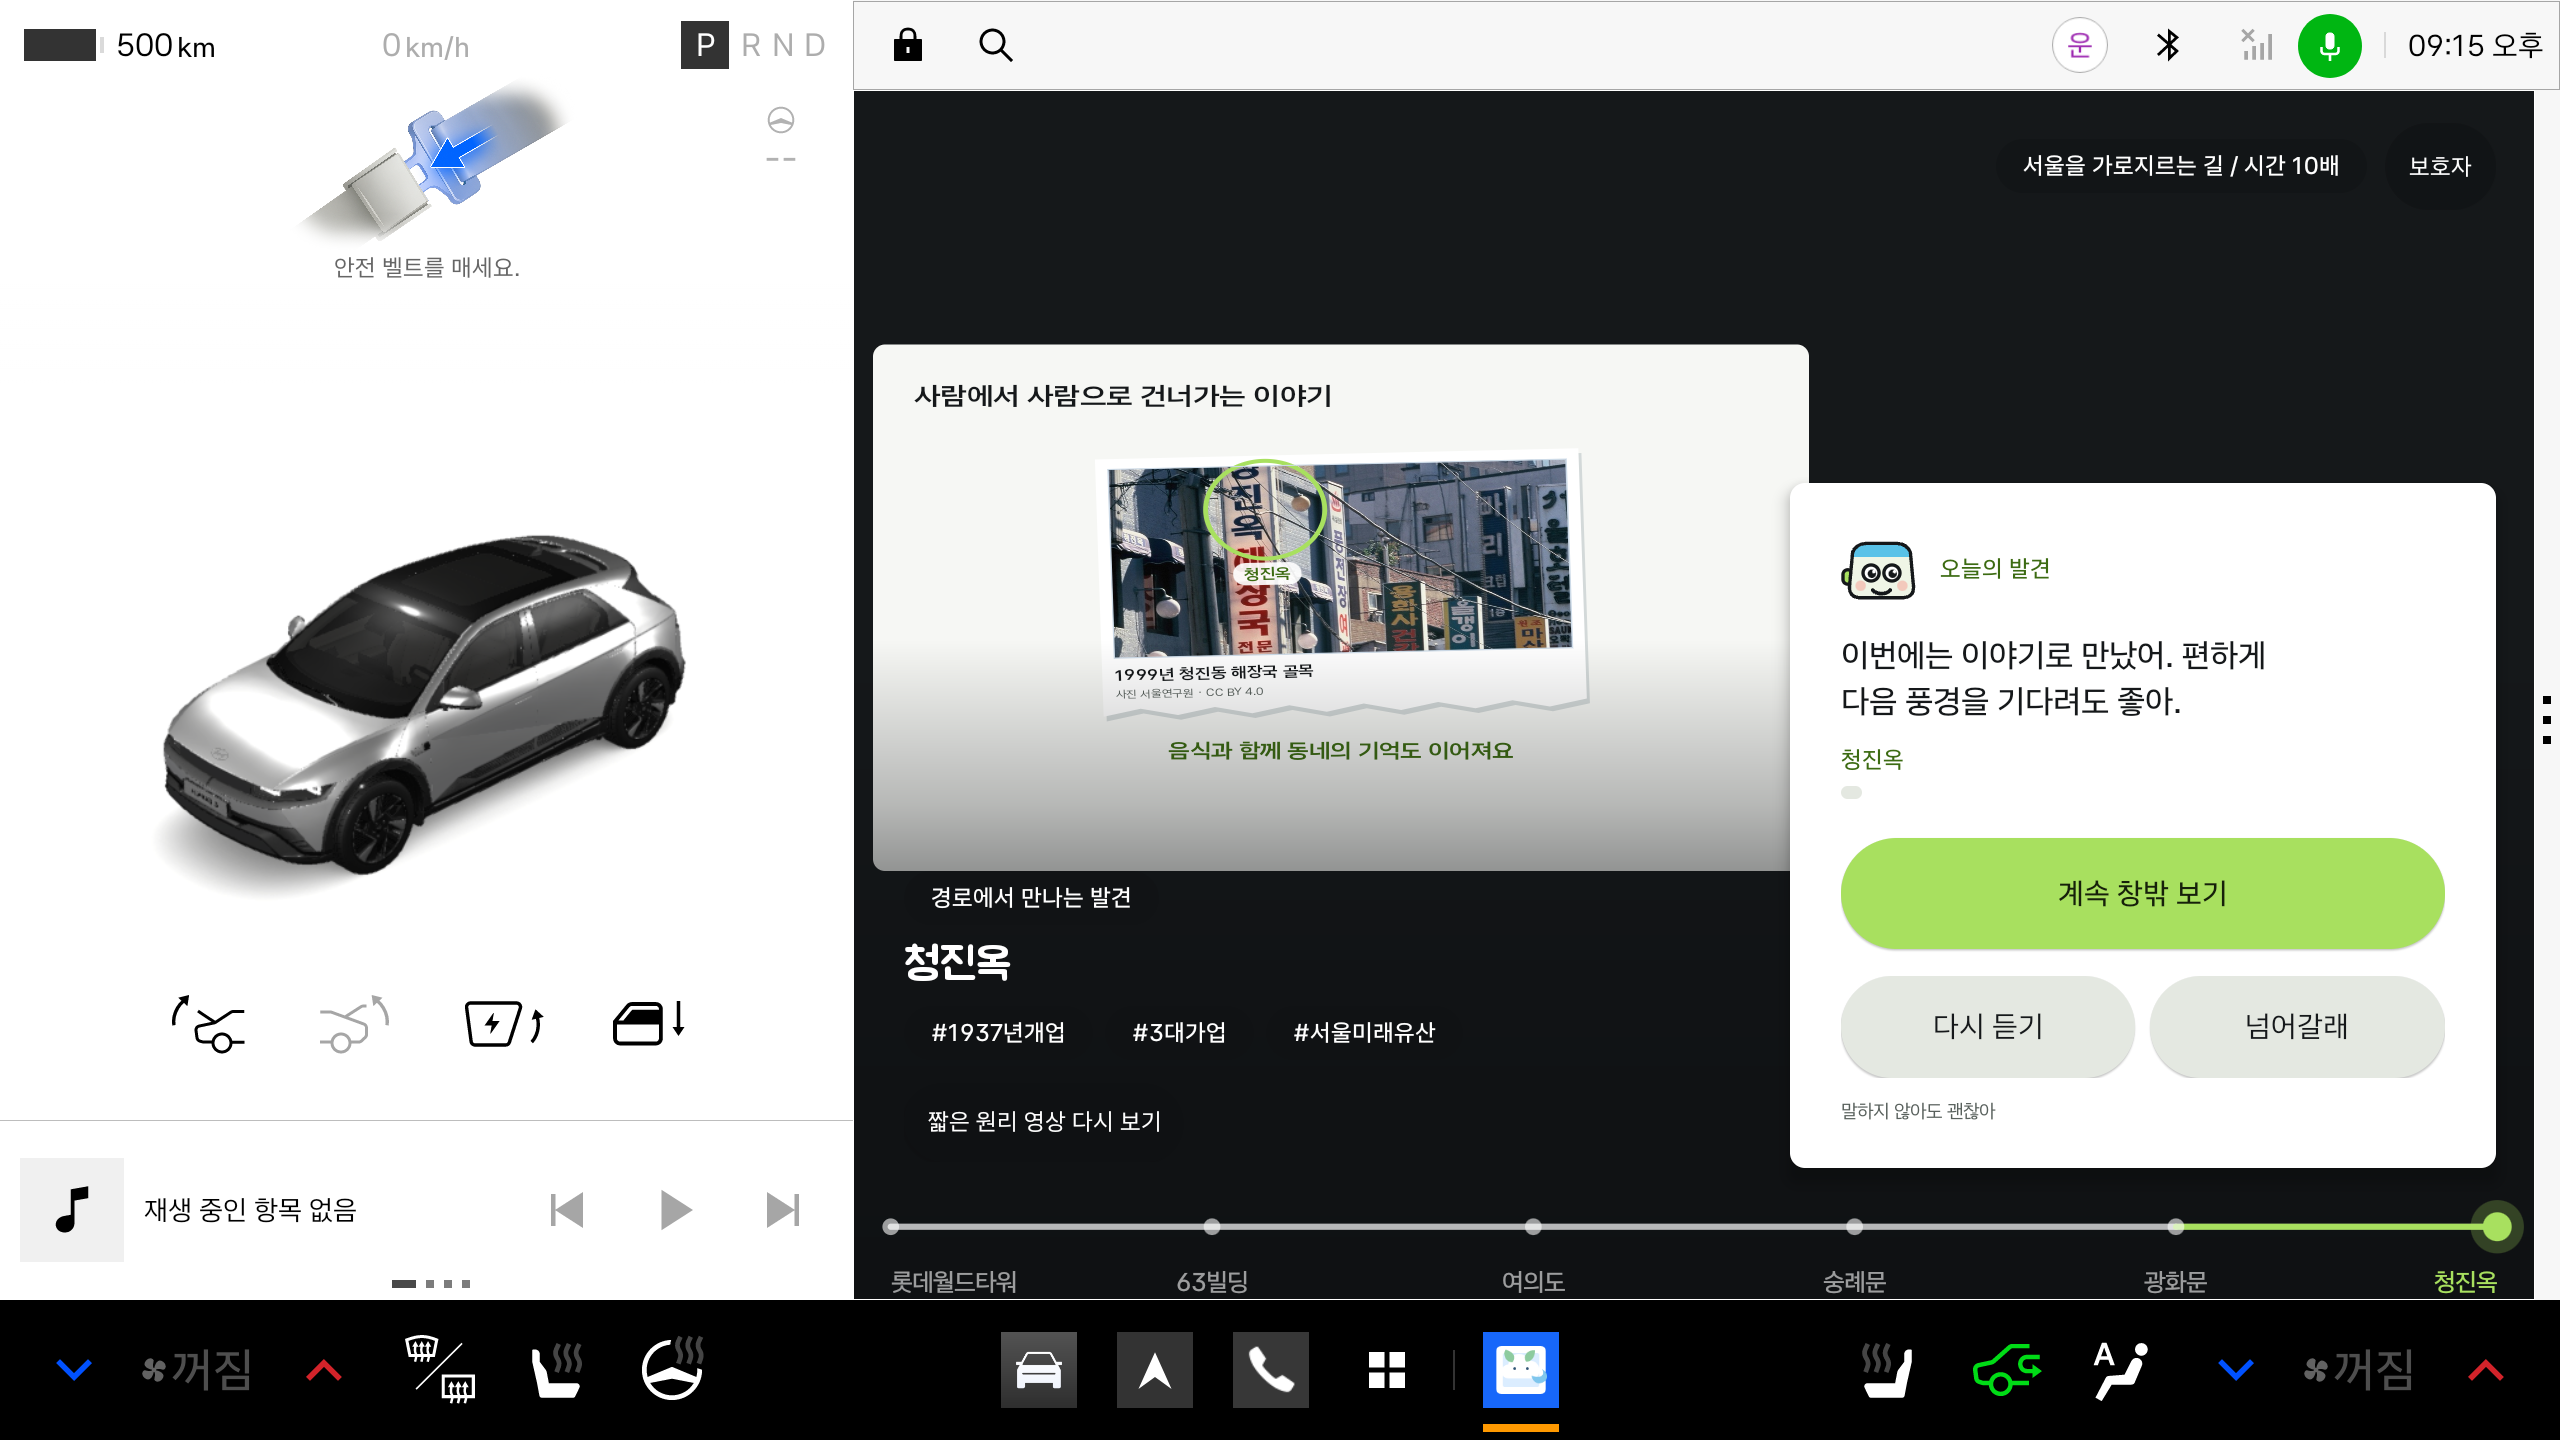 500 km
0 km/h
P R N D
운
09:15 오후
안전 벨트를 매세요.
서울을 가로지르는 길 / 시간 10배
보호자
사람에서 사람으로 건너가는 이야기
청진옥
해장국
전문
청진옥
1999년 청진동 해장국 골목
사진 서울연구원 · CC BY 4.0
음식과 함께 동네의 기억도 이어져요
오늘의 발견
이번에는 이야기로 만났어. 편하게
다음 풍경을 기다려도 좋아.
청진옥
계속 창밖 보기
다시 듣기
넘어갈래
말하지 않아도 괜찮아
경로에서 만나는 발견
청진옥
#1937년개업
#3대가업
#서울미래유산
짧은 원리 영상 다시 보기
재생 중인 항목 없음
롯데월드타워
63빌딩
여의도
숭례문
광화문
청진옥
꺼짐
A
꺼짐